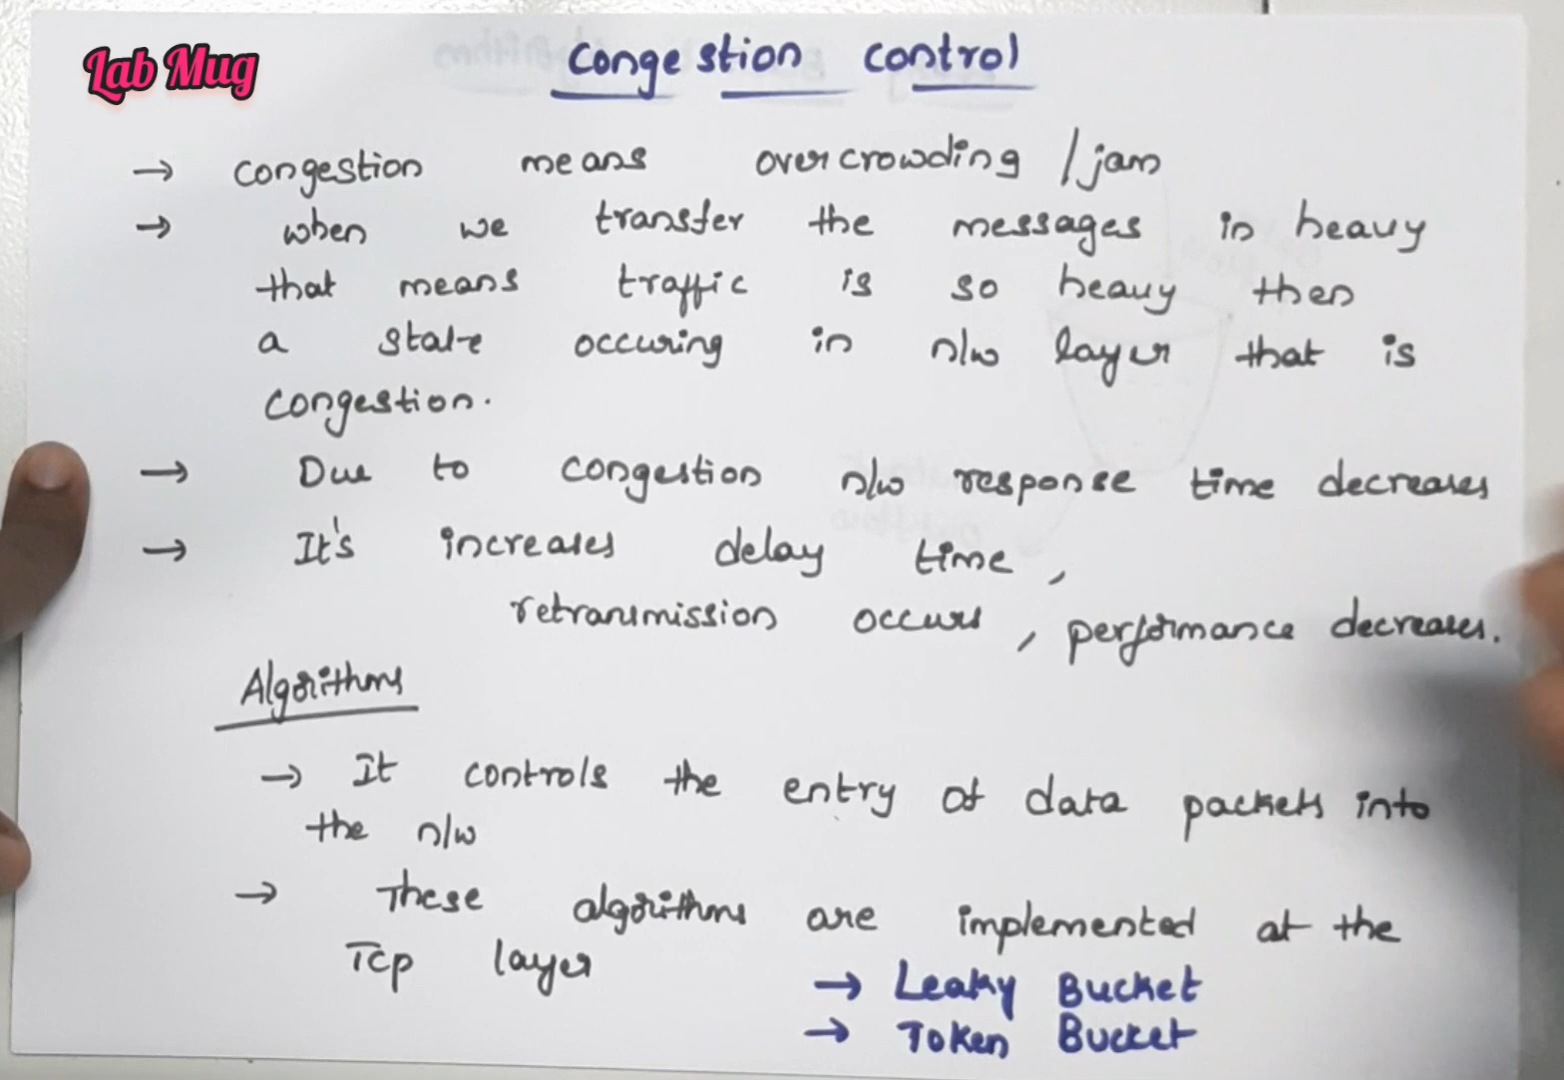 Lab Mug
Congestion control
→ congestion means overcrowding / jam
→ when we transfer the messages in heavy
that means traffic is so heavy then
a state occuring in n/w layer that is
congestion.
→ Due to congestion n/w response time decreases
→ It's increases delay time,
retransmission occurs, performance decreases.
Algorithms
→ It controls the entry of data packets into
the n/w
→ These algorithms are implemented at the
Tcp layer
→ Leaky Bucket
→ Token Bucket